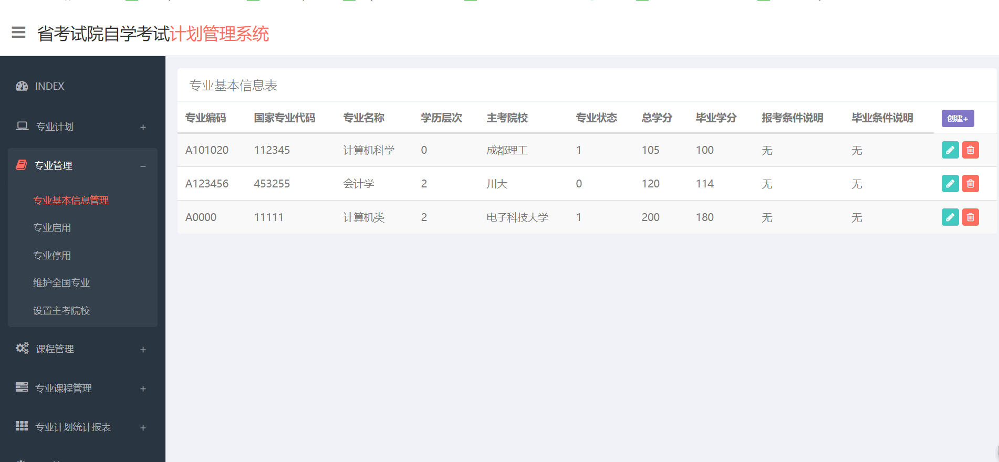 省考试院自学考试计划管理系统
INDEX
专业计划 +
专业管理 −
专业基本信息管理
专业启用
专业停用
维护全国专业
设置主考院校
课程管理 +
专业课程管理 +
专业计划统计报表 +
专业基本信息表
专业编码 国家专业代码 专业名称 学历层次 主考院校 专业状态 总学分 毕业学分 报考条件说明 毕业条件说明 创建+
A101020 112345 计算机科学 0 成都理工 1 105 100 无 无
A123456 453255 会计学 2 川大 0 120 114 无 无
A0000 11111 计算机类 2 电子科技大学 1 200 180 无 无